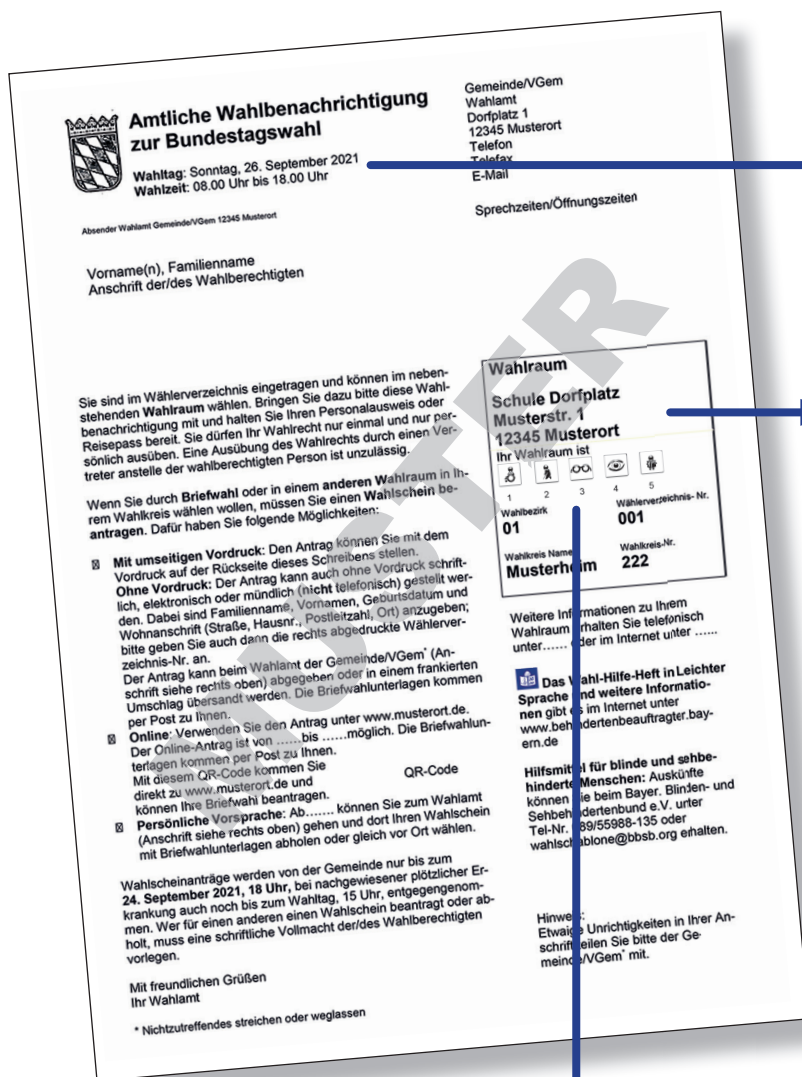 Amtliche Wahlbenachrichtigung
zur Bundestagswahl
Wahltag: Sonntag, 26. September 2021
Wahlzeit: 08.00 Uhr bis 18.00 Uhr
Absender Wahlamt Gemeinde/VGem 12345 Musterort
Gemeinde/VGem
Wahlamt
Dorfplatz 1
12345 Musterort
Telefon
Telefax
E-Mail
Sprechzeiten/Öffnungszeiten
Vorname(n), Familienname
Anschrift der/des Wahlberechtigten
MUSTER
Sie sind im Wählerverzeichnis eingetragen und können im neben-
stehenden Wahlraum wählen. Bringen Sie dazu bitte diese Wahl-
benachrichtigung mit und halten Sie Ihren Personalausweis oder
Reisepass bereit. Sie dürfen Ihr Wahlrecht nur einmal und nur per-
sönlich ausüben. Eine Ausübung des Wahlrechts durch einen Ver-
treter anstelle der wahlberechtigten Person ist unzulässig.
Wenn Sie durch Briefwahl oder in einem anderen Wahlraum in Ih-
rem Wahlkreis wählen wollen, müssen Sie einen Wahlschein be-
antragen. Dafür haben Sie folgende Möglichkeiten:
Mit umseitigen Vordruck: Den Antrag können Sie mit dem
Vordruck auf der Rückseite dieses Schreibens stellen.
Ohne Vordruck: Der Antrag kann auch ohne Vordruck schrift-
lich, elektronisch oder mündlich (nicht telefonisch) gestellt wer-
den. Dabei sind Familienname, Vornamen, Geburtsdatum und
Wohnanschrift (Straße, Hausnr., Postleitzahl, Ort) anzugeben;
bitte geben Sie auch dann die rechts abgedruckte Wählerver-
zeichnis-Nr. an.
Der Antrag kann beim Wahlamt der Gemeinde/VGem* (An-
schrift siehe rechts oben) abgegeben oder in einem frankierten
Umschlag übersandt werden. Die Briefwahlunterlagen kommen
per Post zu Ihnen.
Online: Verwenden Sie den Antrag unter www.musterort.de.
Der Online-Antrag ist von ......bis ......möglich. Die Briefwahlun-
terlagen kommen per Post zu Ihnen.
Mit diesem QR-Code kommen Sie
direkt zu www.musterort.de und
können Ihre Briefwahl beantragen.
QR-Code
Persönliche Vorsprache: Ab....... können Sie zum Wahlamt
(Anschrift siehe rechts oben) gehen und dort Ihren Wahlschein
mit Briefwahlunterlagen abholen oder gleich vor Ort wählen.
Wahlscheinanträge werden von der Gemeinde nur bis zum
24. September 2021, 18 Uhr, bei nachgewiesener plötzlicher Er-
krankung auch noch bis zum Wahltag, 15 Uhr, entgegengenom-
men. Wer für einen anderen einen Wahlschein beantragt oder ab-
holt, muss eine schriftliche Vollmacht der/des Wahlberechtigten
vorlegen.
Mit freundlichen Grüßen
Ihr Wahlamt
* Nichtzutreffendes streichen oder weglassen
Wahlraum
Schule Dorfplatz
Musterstr. 1
12345 Musterort
Ihr Wahlraum ist
1 2 3 4 5
Wahlbezirk Wählerverzeichnis- Nr.
01 001
Wahlkreis Name Wahlkreis-Nr.
Musterheim 222
Weitere Informationen zu Ihrem
Wahlraum erhalten Sie telefonisch
unter...... oder im Internet unter ......
Das Wahl-Hilfe-Heft in Leichter
Sprache und weitere Informatio-
nen gibt es im Internet unter
www.behindertenbeauftragter.bay-
ern.de
Hilfsmittel für blinde und sehbe-
hinderte Menschen: Auskünfte
können Sie beim Bayer. Blinden- und
Sehbehindertenbund e.V. unter
Tel-Nr. 089/55988-135 oder
wahlschablone@bbsb.org erhalten.
Hinweis:
Etwaige Unrichtigkeiten in Ihrer An-
schrift teilen Sie bitte der Ge-
meinde/VGem* mit.